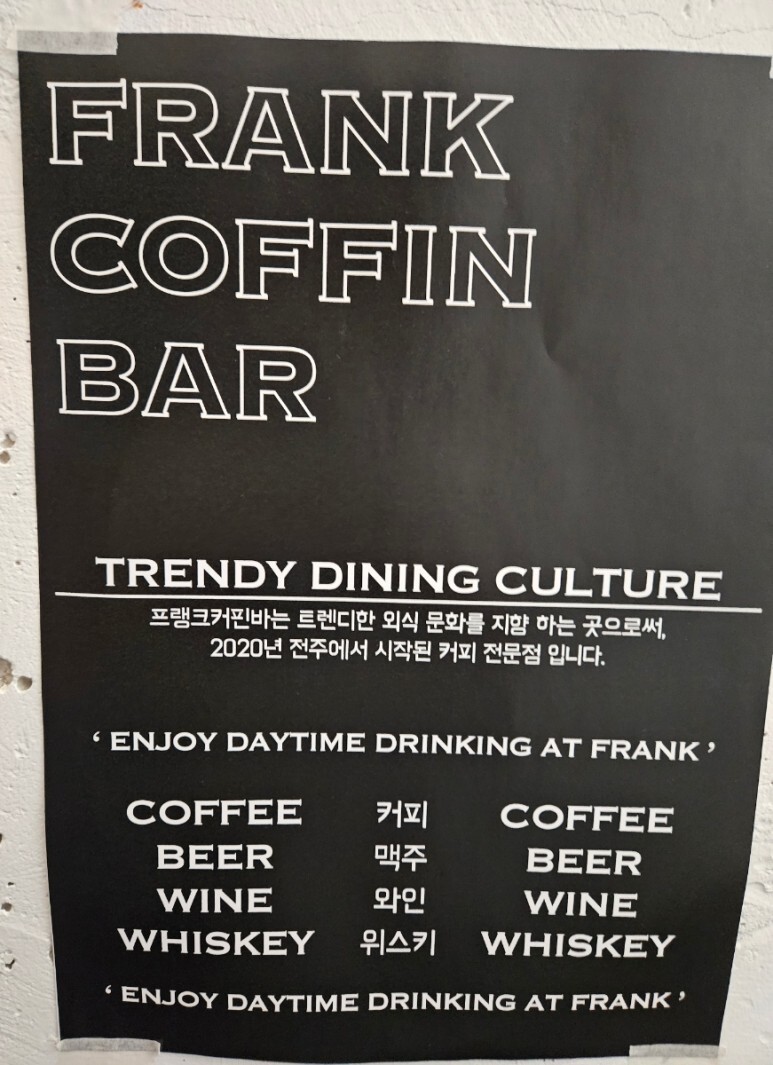 FRANK
COFFIN
BAR
TRENDY DINING CULTURE
프랭크커핀바는 트렌디한 외식 문화를 지향 하는 곳으로써,
2020년 전주에서 시작된 커피 전문점 입니다.
‘ ENJOY DAYTIME DRINKING AT FRANK ’
COFFEE 커피 COFFEE
BEER 맥주 BEER
WINE 와인 WINE
WHISKEY 위스키 WHISKEY
‘ ENJOY DAYTIME DRINKING AT FRANK ’